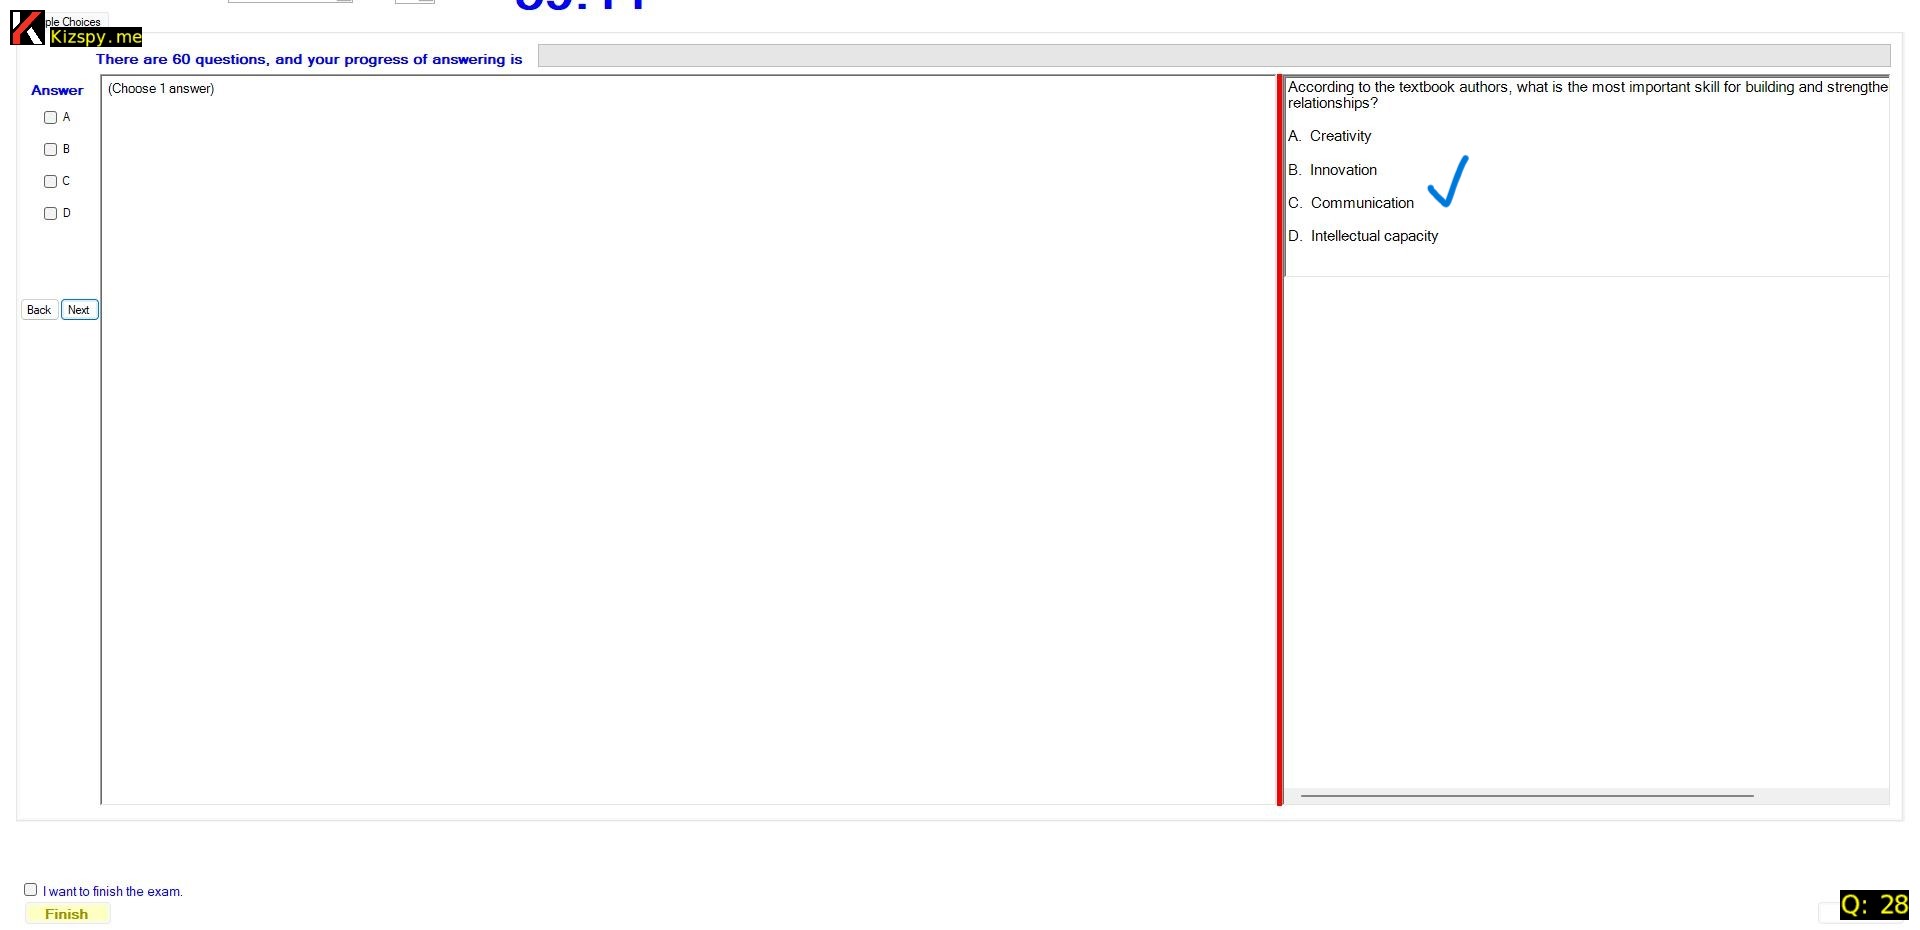 ple Choices
Kizspy.me
There are 60 questions, and your progress of answering is
Answer
(Choose 1 answer)
A
B
C
D
Back
Next
According to the textbook authors, what is the most important skill for building and strengthe
relationships?
A. Creativity
B. Innovation
C. Communication
D. Intellectual capacity
I want to finish the exam.
Finish
Q: 28